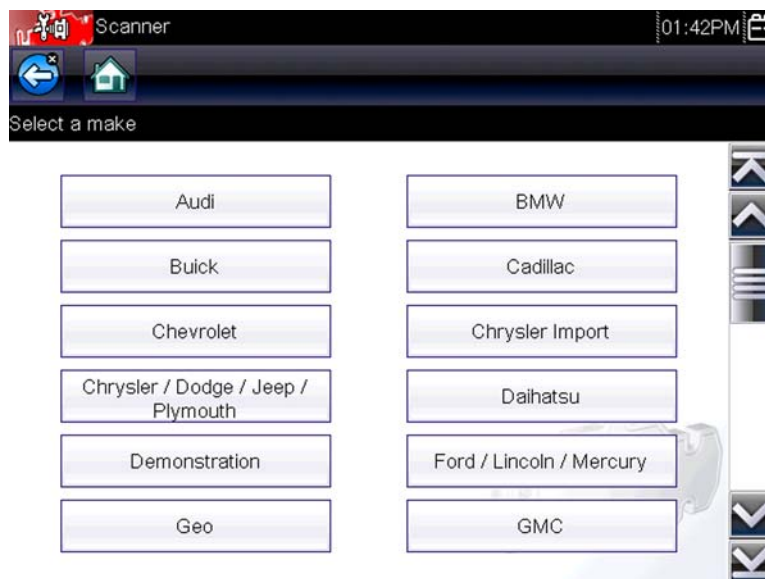 Scanner
01:42PM
Select a make
Audi
BMW
Buick
Cadillac
Chevrolet
Chrysler Import
Chrysler / Dodge / Jeep /
Plymouth
Daihatsu
Demonstration
Ford / Lincoln / Mercury
Geo
GMC